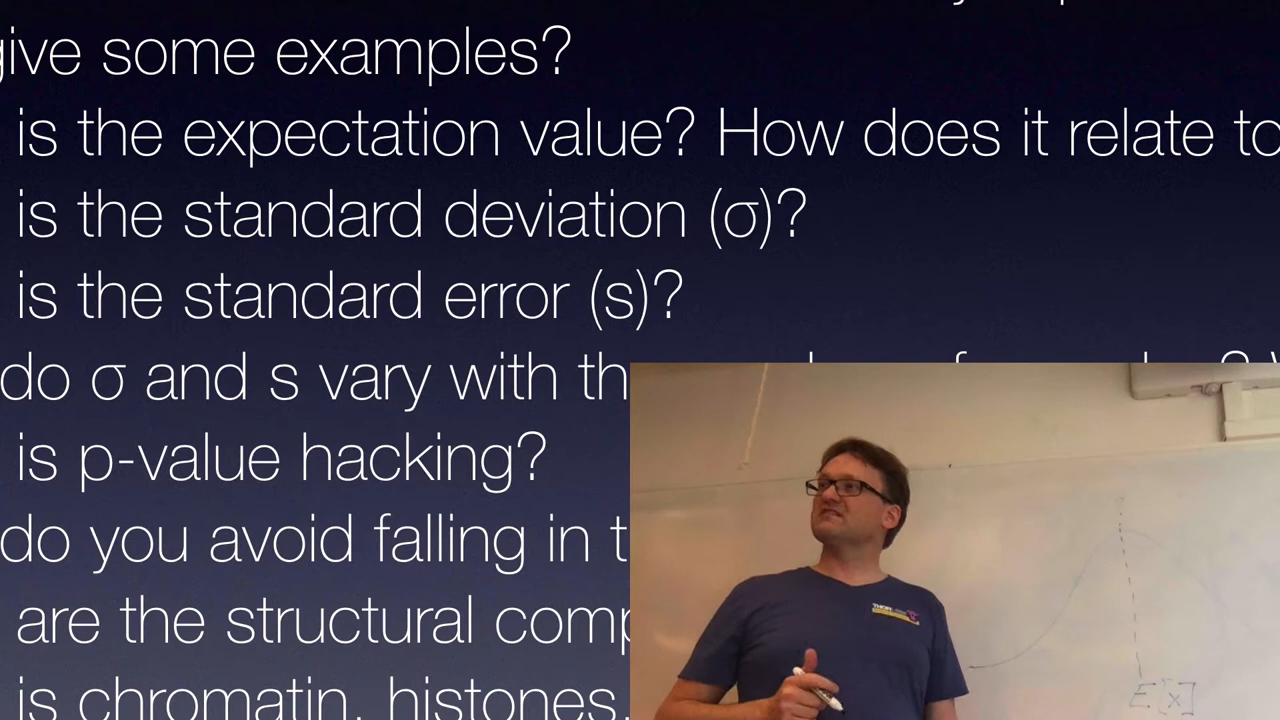 give some examples?
is the expectation value? How does it relate to
is the standard deviation (σ)?
is the standard error (s)?
do σ and s vary with th
is p-value hacking?
do you avoid falling in t
are the structural comp
is chromatin, histones,
THOR
E[x]